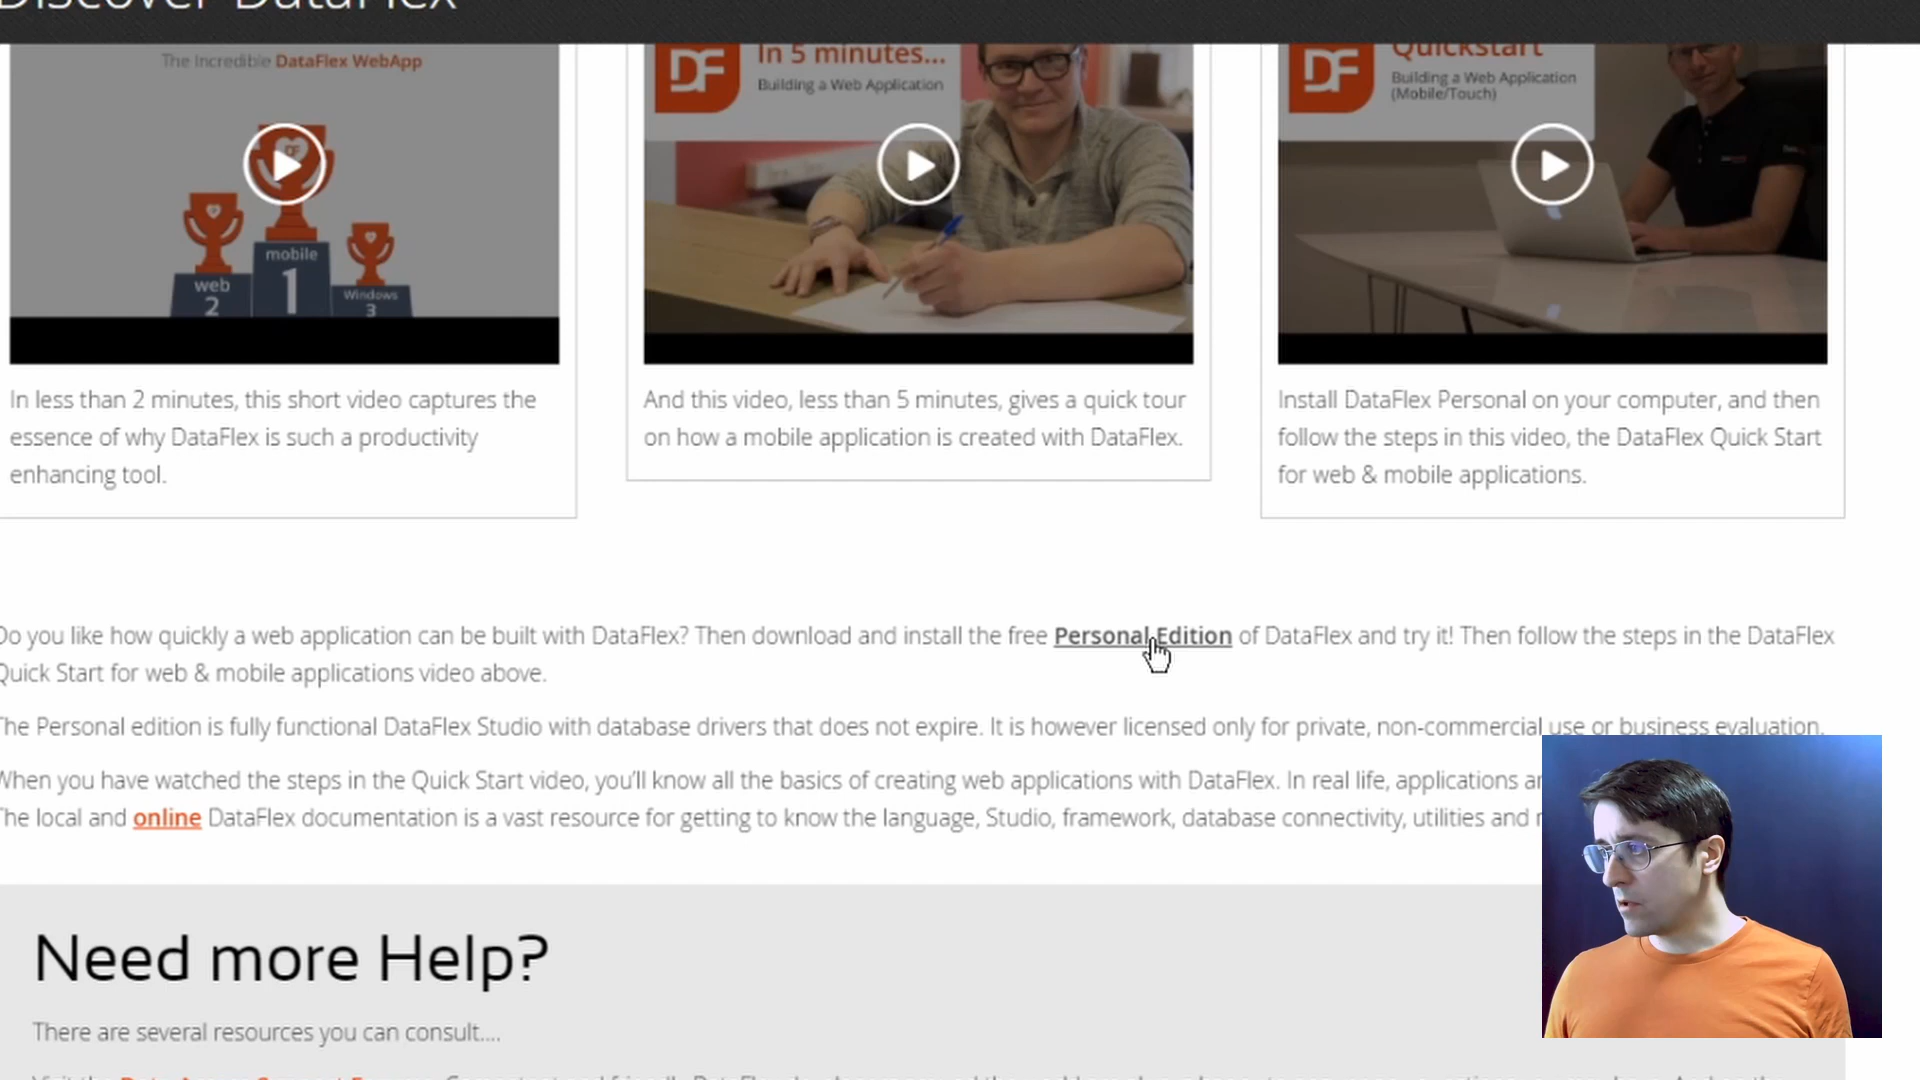 Discover DataFlex
The Incredible DataFlex WebApp
DF
mobile
1
web
2
Windows
3
DF
In 5 minutes...
Building a Web Application
DF
Quickstart
Building a Web Application
(Mobile/Touch)
In less than 2 minutes, this short video captures the
essence of why DataFlex is such a productivity
enhancing tool.
And this video, less than 5 minutes, gives a quick tour
on how a mobile application is created with DataFlex.
Install DataFlex Personal on your computer, and then
follow the steps in this video, the DataFlex Quick Start
for web & mobile applications.
Do you like how quickly a web application can be built with DataFlex? Then download and install the free Personal Edition of DataFlex and try it! Then follow the steps in the DataFlex
Quick Start for web & mobile applications video above.
The Personal edition is fully functional DataFlex Studio with database drivers that does not expire. It is however licensed only for private, non-commercial use or business evaluation.
When you have watched the steps in the Quick Start video, you'll know all the basics of creating web applications with DataFlex. In real life, applications
The local and online DataFlex documentation is a vast resource for getting to know the language, Studio, framework, database connectivity, utilities and
Need more Help?
There are several resources you can consult....